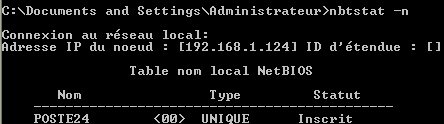 C:\Documents and Settings\Administrateur>nbtstat -n
Connexion au réseau local:
Adresse IP du noeud : [192.168.1.124] ID d'étendue : []
Table nom local NetBIOS
Nom Type Statut
POSTE24 <00> UNIQUE Inscrit